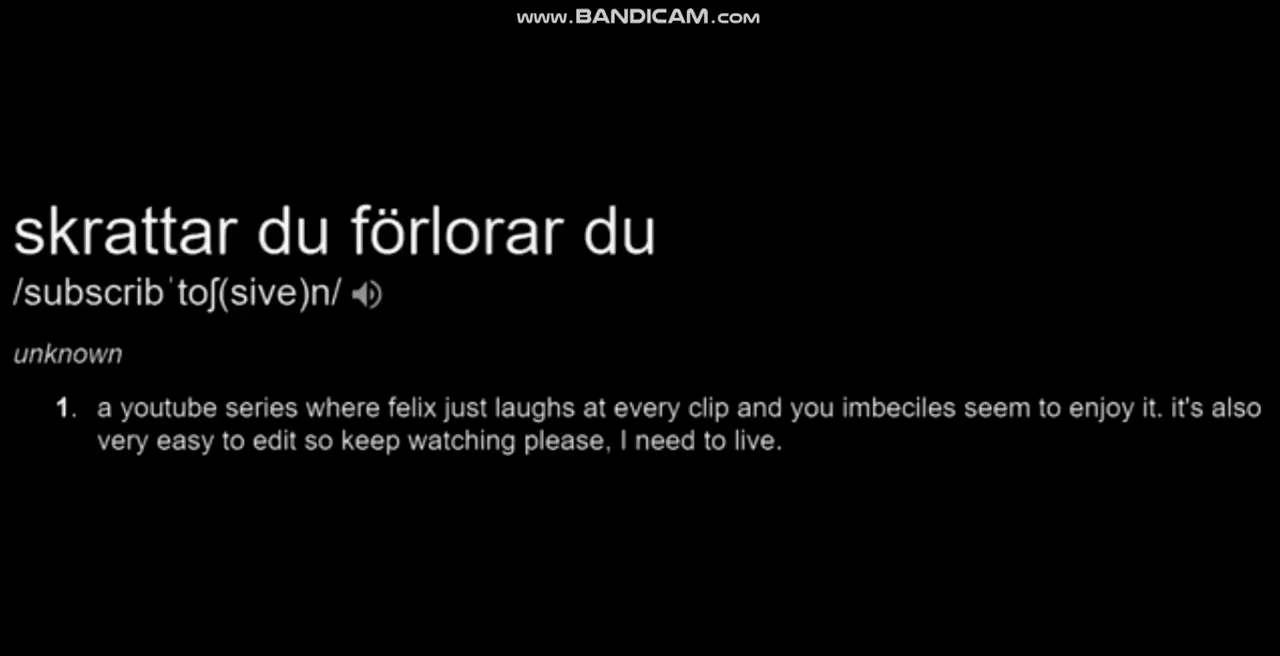 www.BANDICAM.com
skrattar du förlorar du
/subscribˈtoʃ(sive)n/
unknown
1. a youtube series where felix just laughs at every clip and you imbeciles seem to enjoy it. it's also
very easy to edit so keep watching please, I need to live.